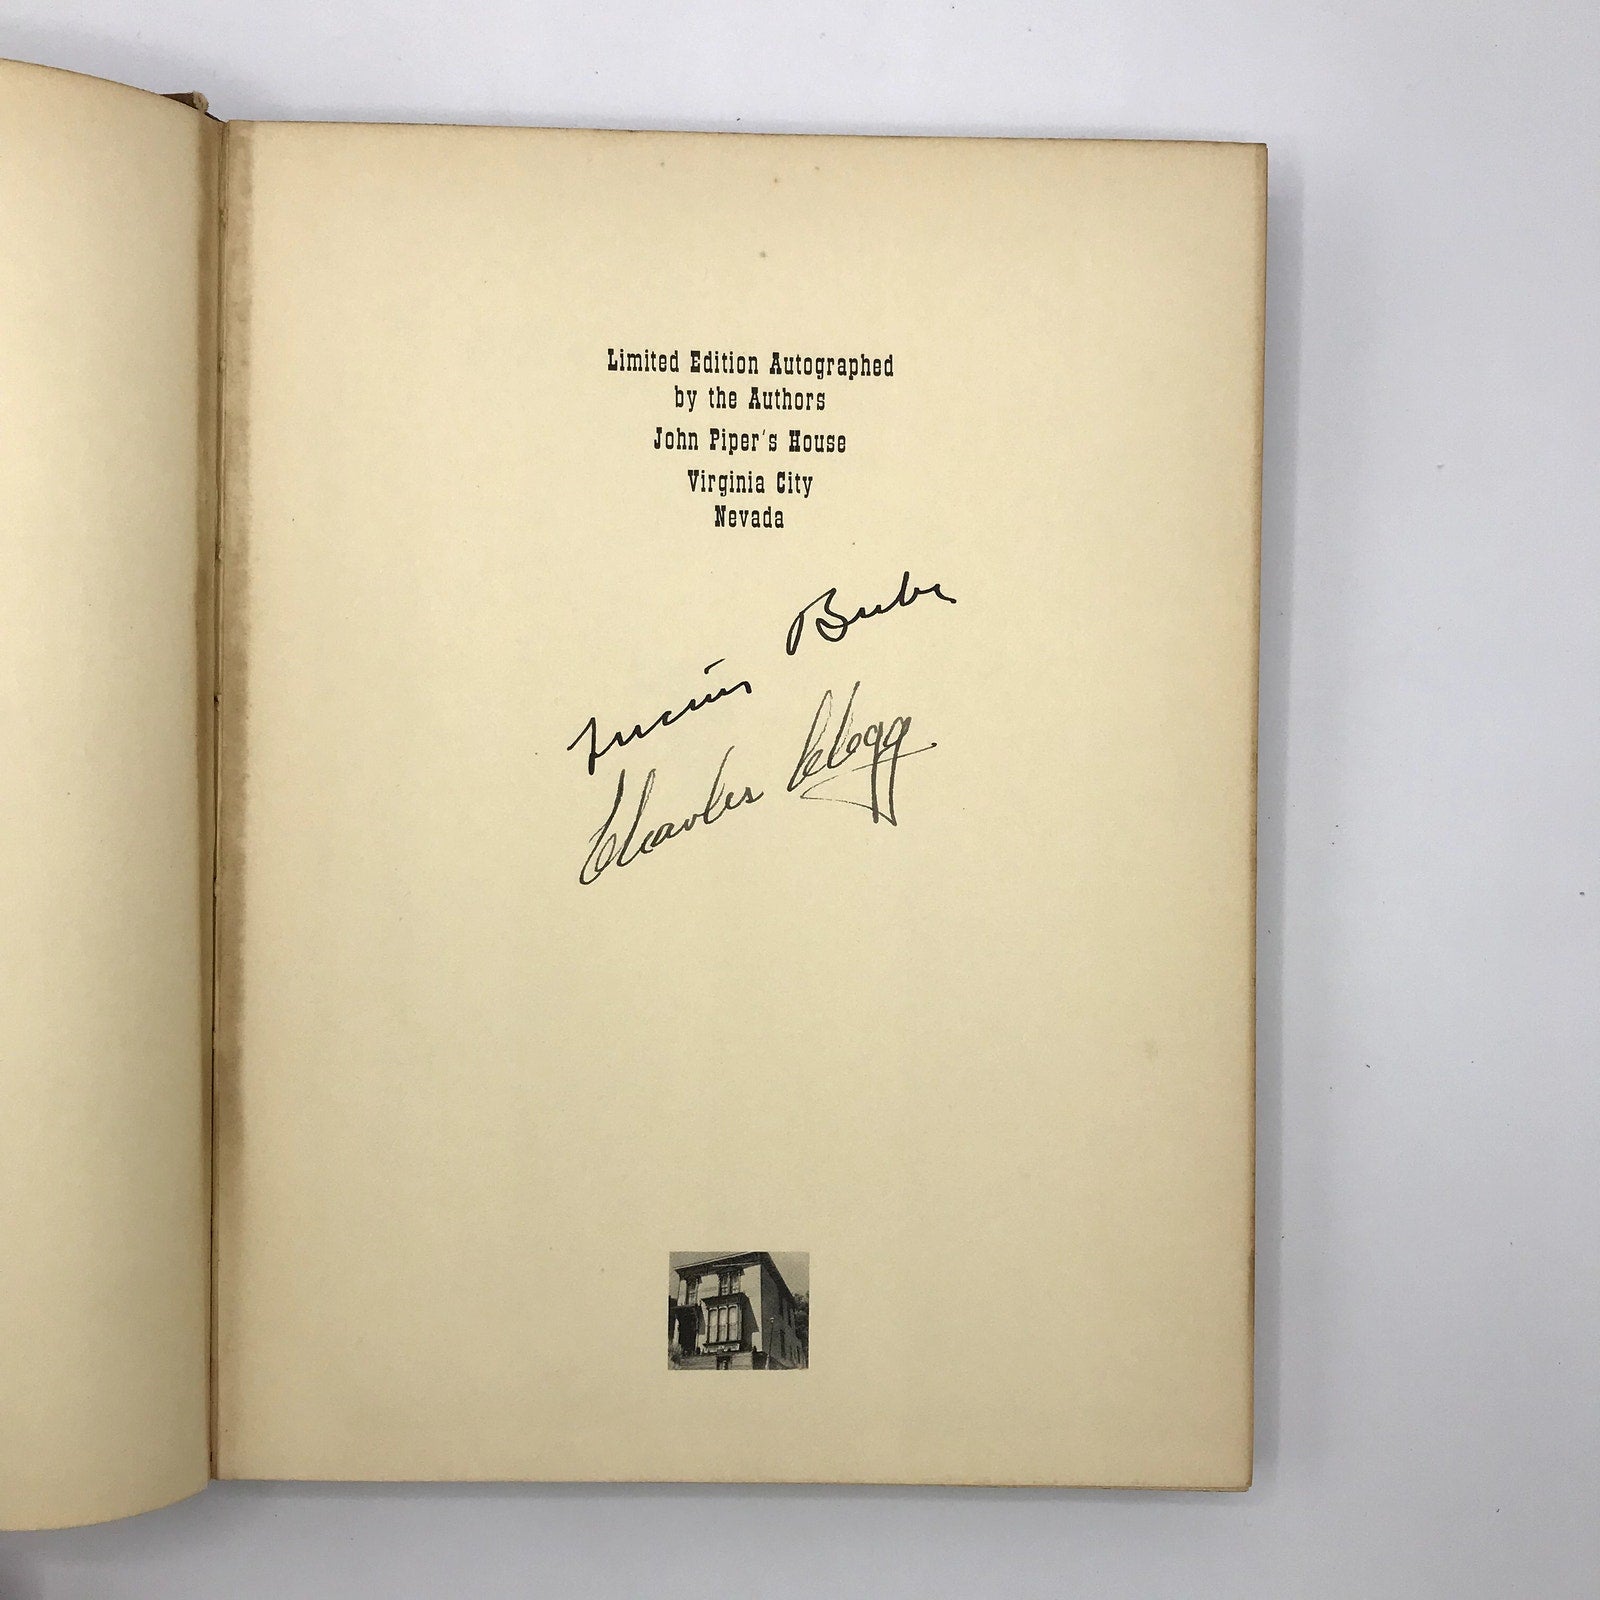 Limited Edition Autographed
by the Authors
John Piper's House
Virginia City
Nevada
Lucius Beebe
Charles Clegg